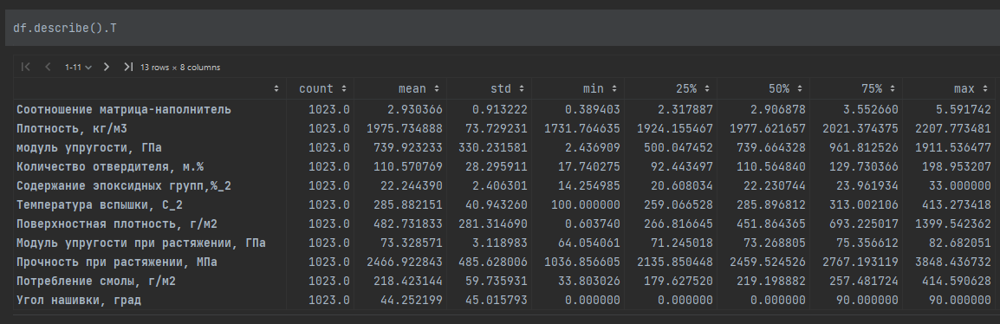 df.describe().T
1-11 13 rows × 8 columns
count mean std min 25% 50% 75% max
Соотношение матрица-наполнитель 1023.0 2.930366 0.913222 0.389403 2.317887 2.906878 3.552660 5.591742
Плотность, кг/м3 1023.0 1975.734888 73.729231 1731.764635 1924.155467 1977.621657 2021.374375 2207.773481
модуль упругости, ГПа 1023.0 739.923233 330.231581 2.436909 500.047452 739.664328 961.812526 1911.536477
Количество отвердителя, м.% 1023.0 110.570769 28.295911 17.740275 92.443497 110.564840 129.730366 198.953207
Содержание эпоксидных групп,%_2 1023.0 22.244390 2.406301 14.254985 20.608034 22.230744 23.961934 33.000000
Температура вспышки, С_2 1023.0 285.882151 40.943260 100.000000 259.066528 285.896812 313.002106 413.273418
Поверхностная плотность, г/м2 1023.0 482.731833 281.314690 0.603740 266.816645 451.864365 693.225017 1399.542362
Модуль упругости при растяжении, ГПа 1023.0 73.328571 3.118983 64.054061 71.245018 73.268805 75.356612 82.682051
Прочность при растяжении, МПа 1023.0 2466.922843 485.628006 1036.856605 2135.850448 2459.524526 2767.193119 3848.436732
Потребление смолы, г/м2 1023.0 218.423144 59.735931 33.803026 179.627520 219.198882 257.481724 414.590628
Угол нашивки, град 1023.0 44.252199 45.015793 0.000000 0.000000 0.000000 90.000000 90.000000